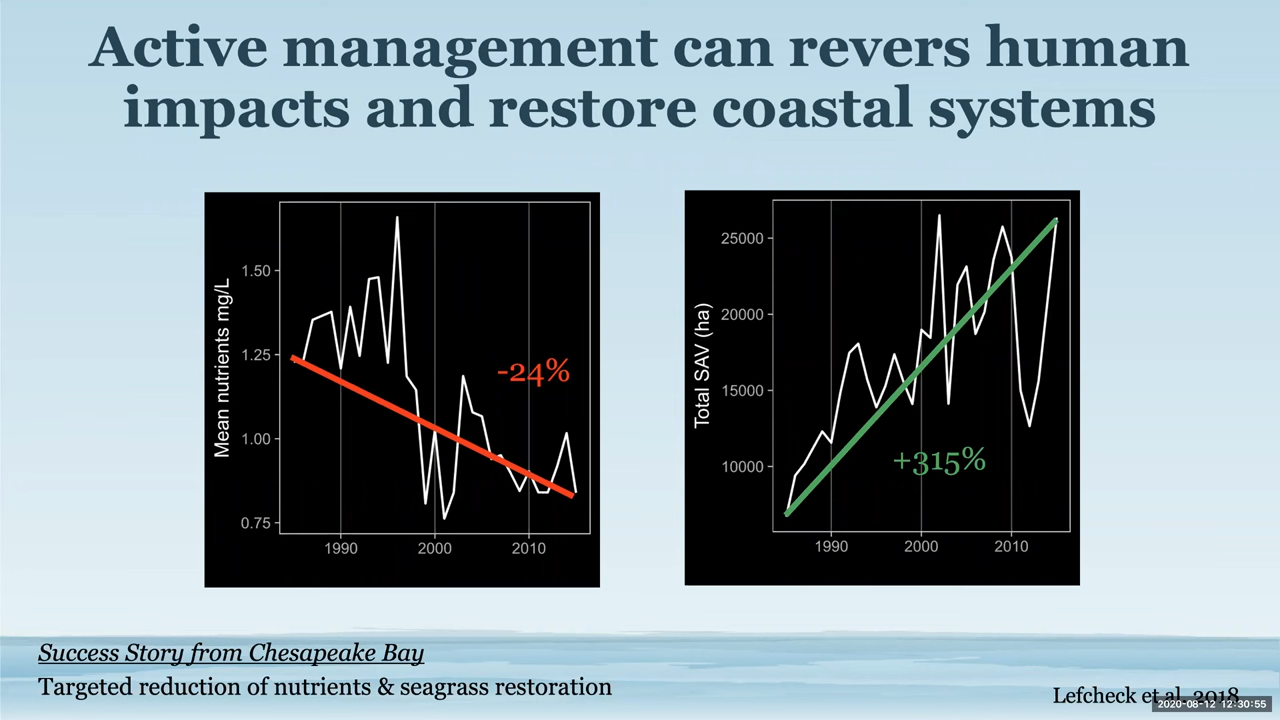 Active management can revers human
impacts and restore coastal systems
Mean nutrients mg/L
1.50
1.25
1.00
0.75
-24%
1990
2000
2010
Total SAV (ha)
25000
20000
15000
10000
+315%
1990
2000
2010
Success Story from Chesapeake Bay
Targeted reduction of nutrients & seagrass restoration
Lefcheck et al. 2018
2020-08-12 12:30:55